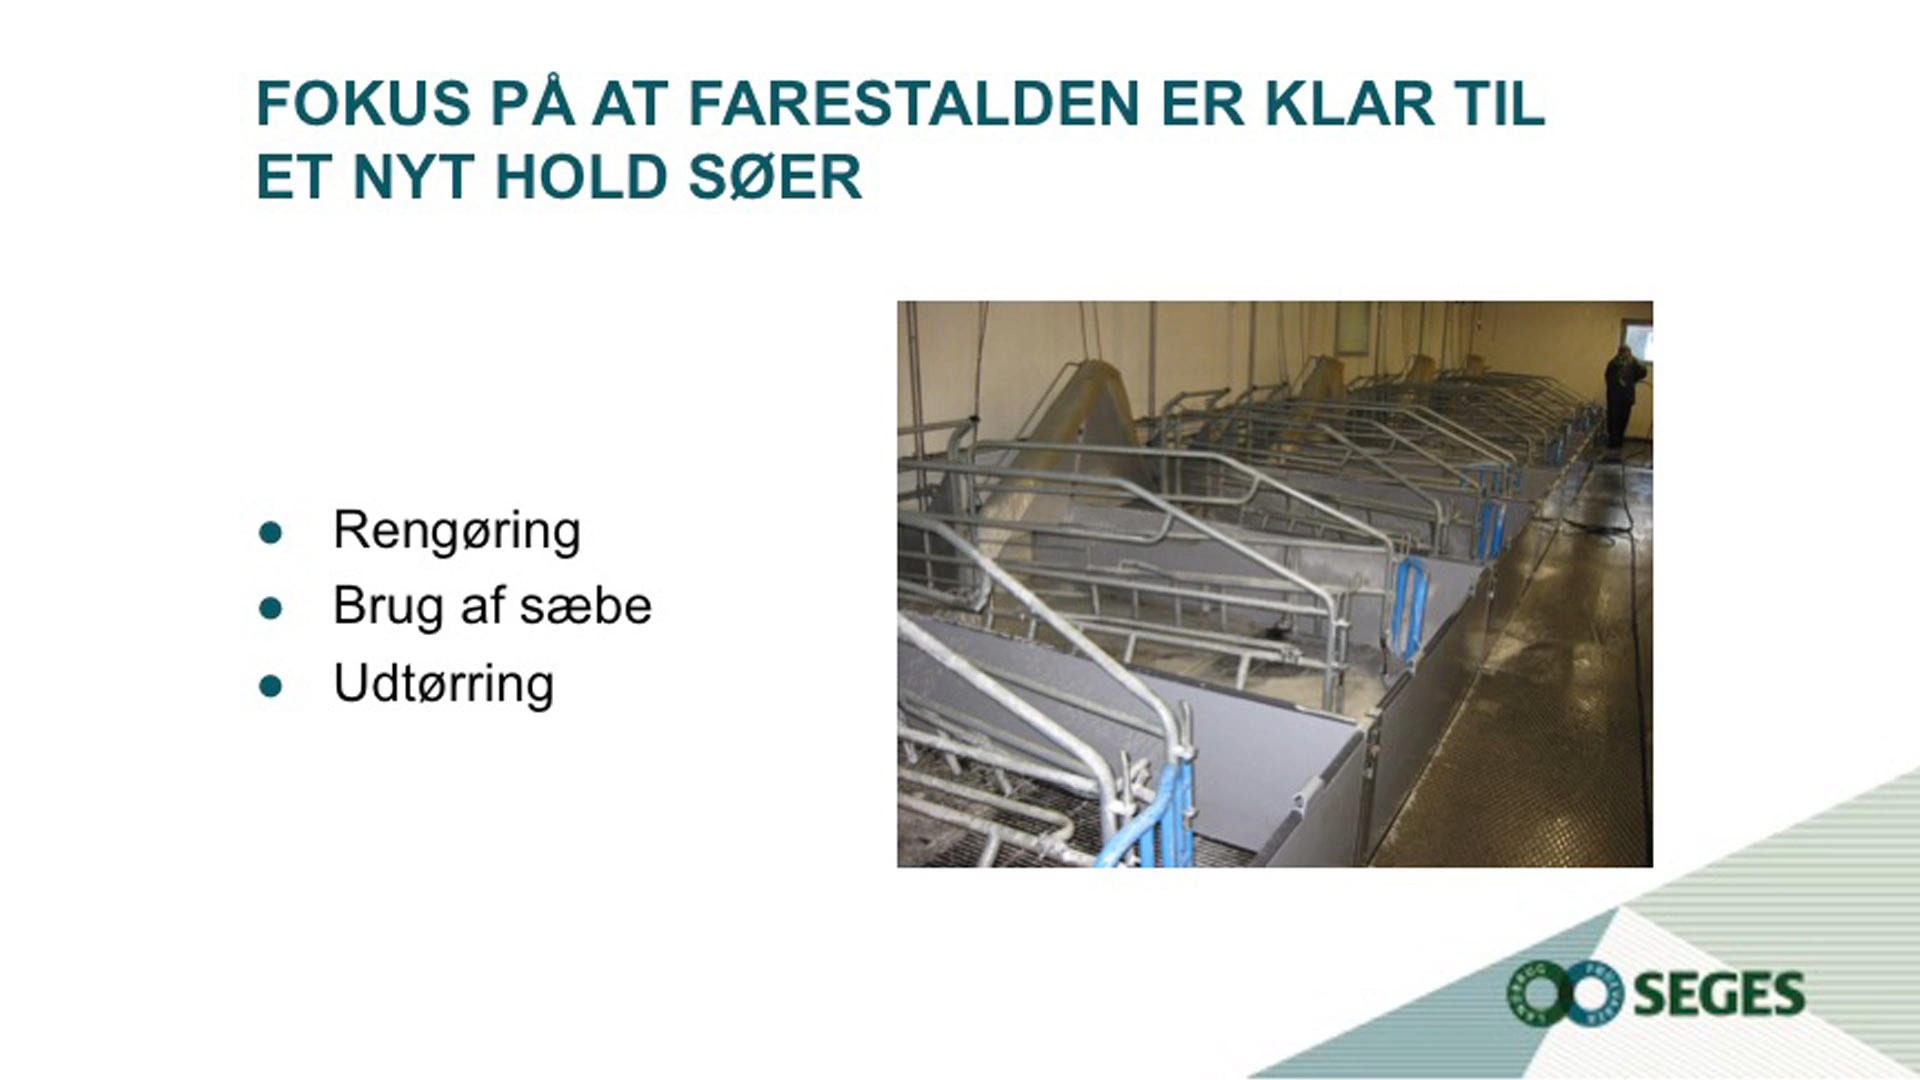 FOKUS PÅ AT FARESTALDEN ER KLAR TIL
ET NYT HOLD SØER
● Rengøring
● Brug af sæbe
● Udtørring
SEGES